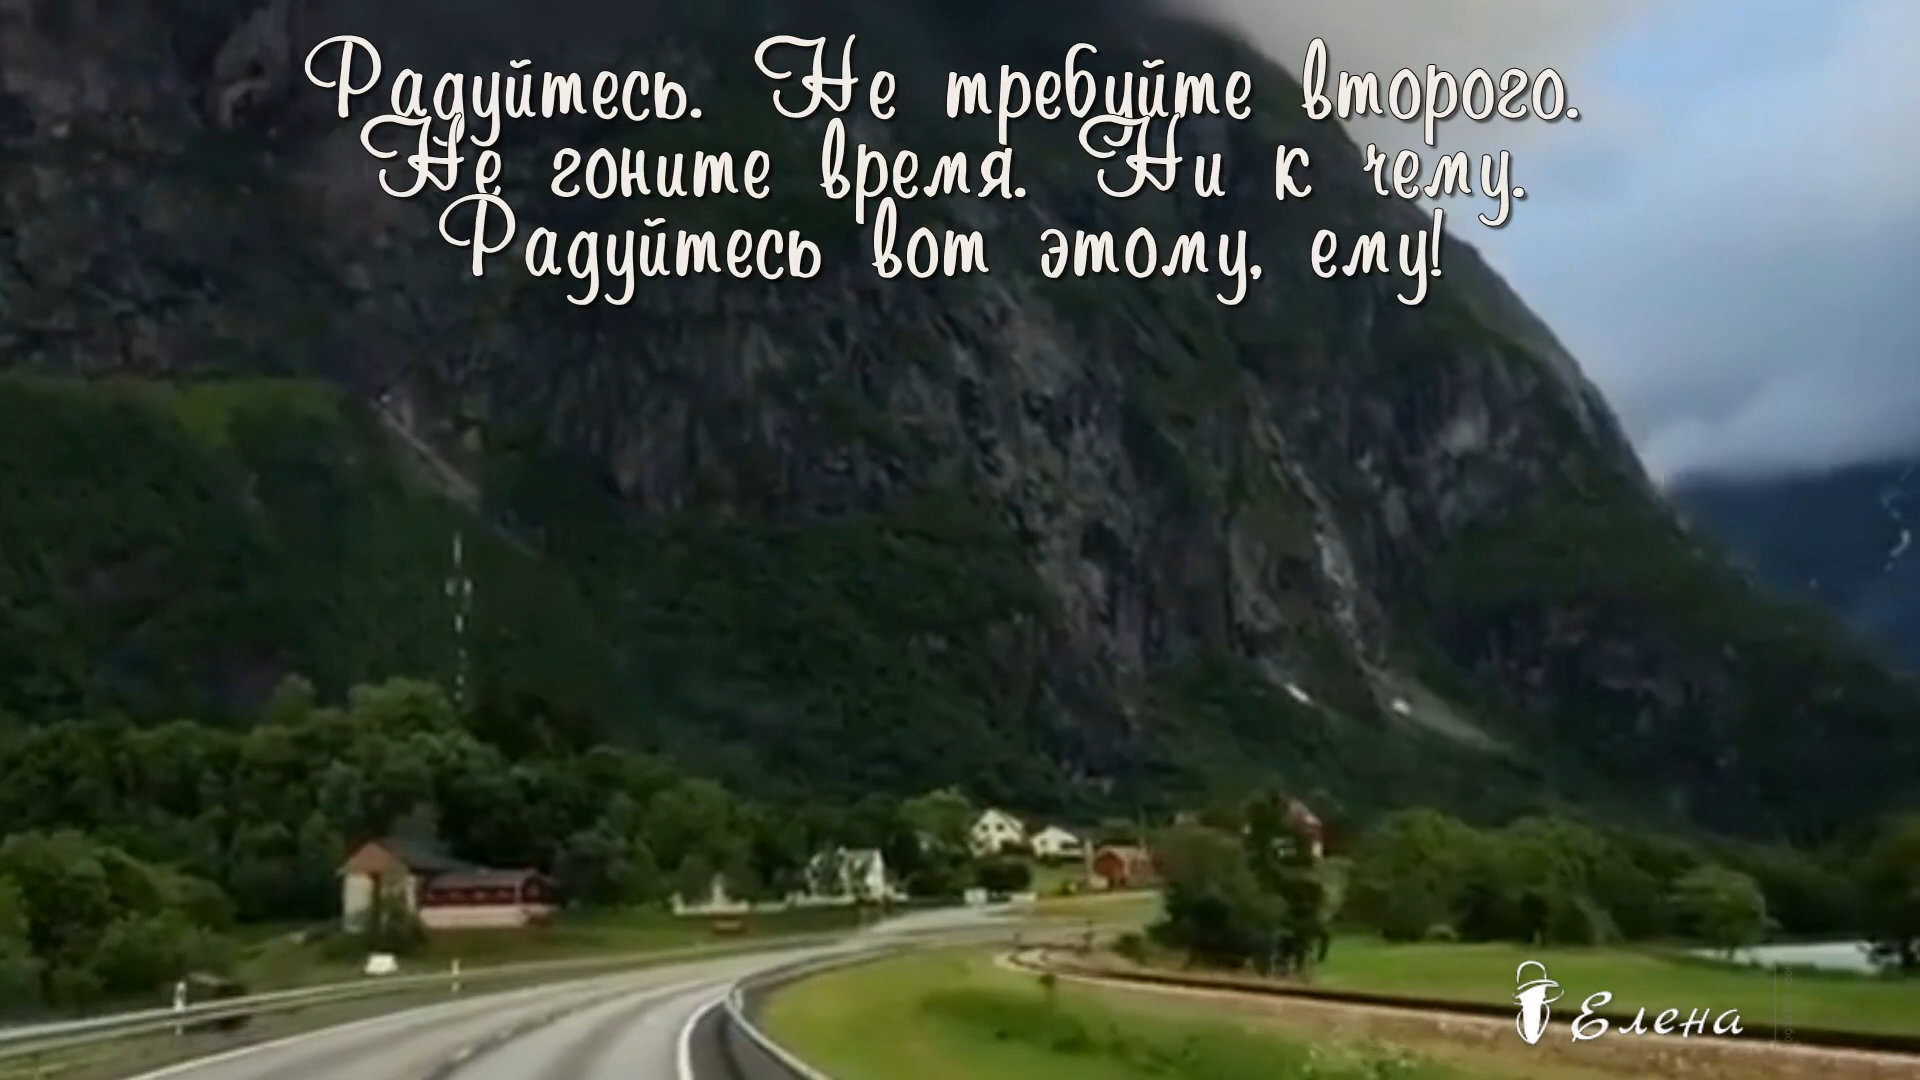 Радуйтесь. Не требуйте второго.
Не гоните время. Ни к чему.
Радуйтесь вот этому, ему!
Елена